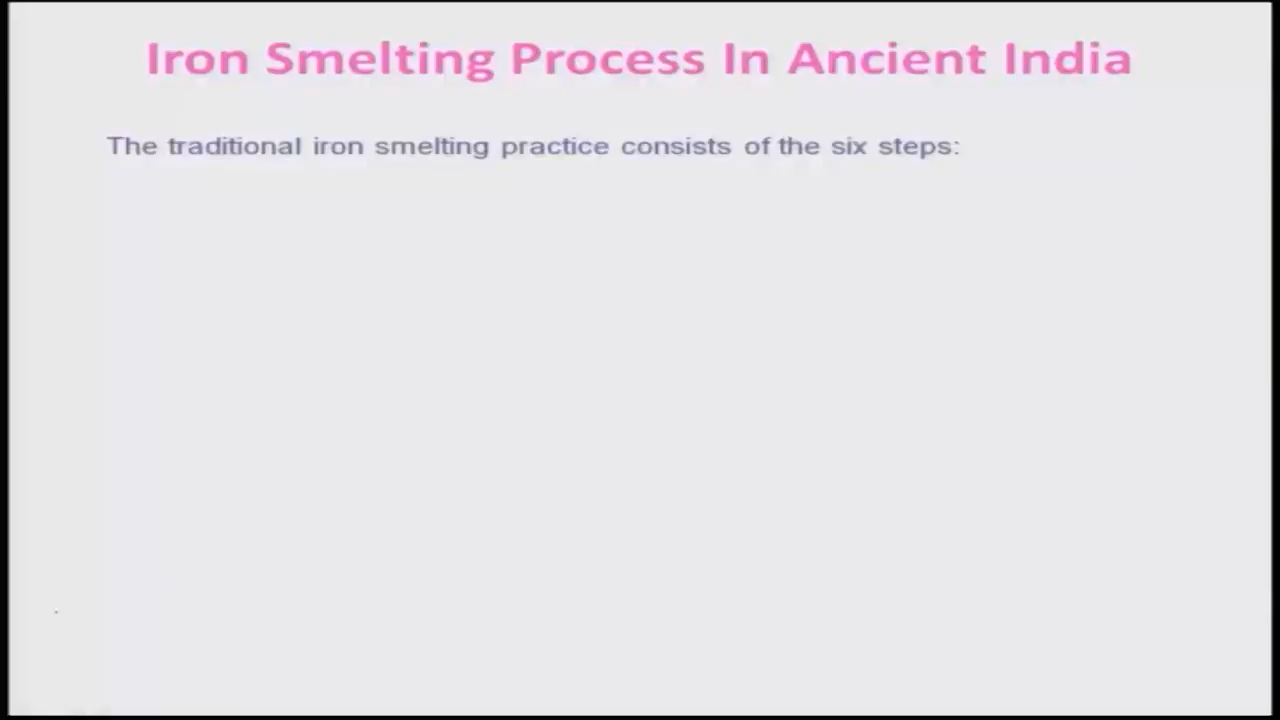 Iron Smelting Process In Ancient India
The traditional iron smelting practice consists of the six steps: